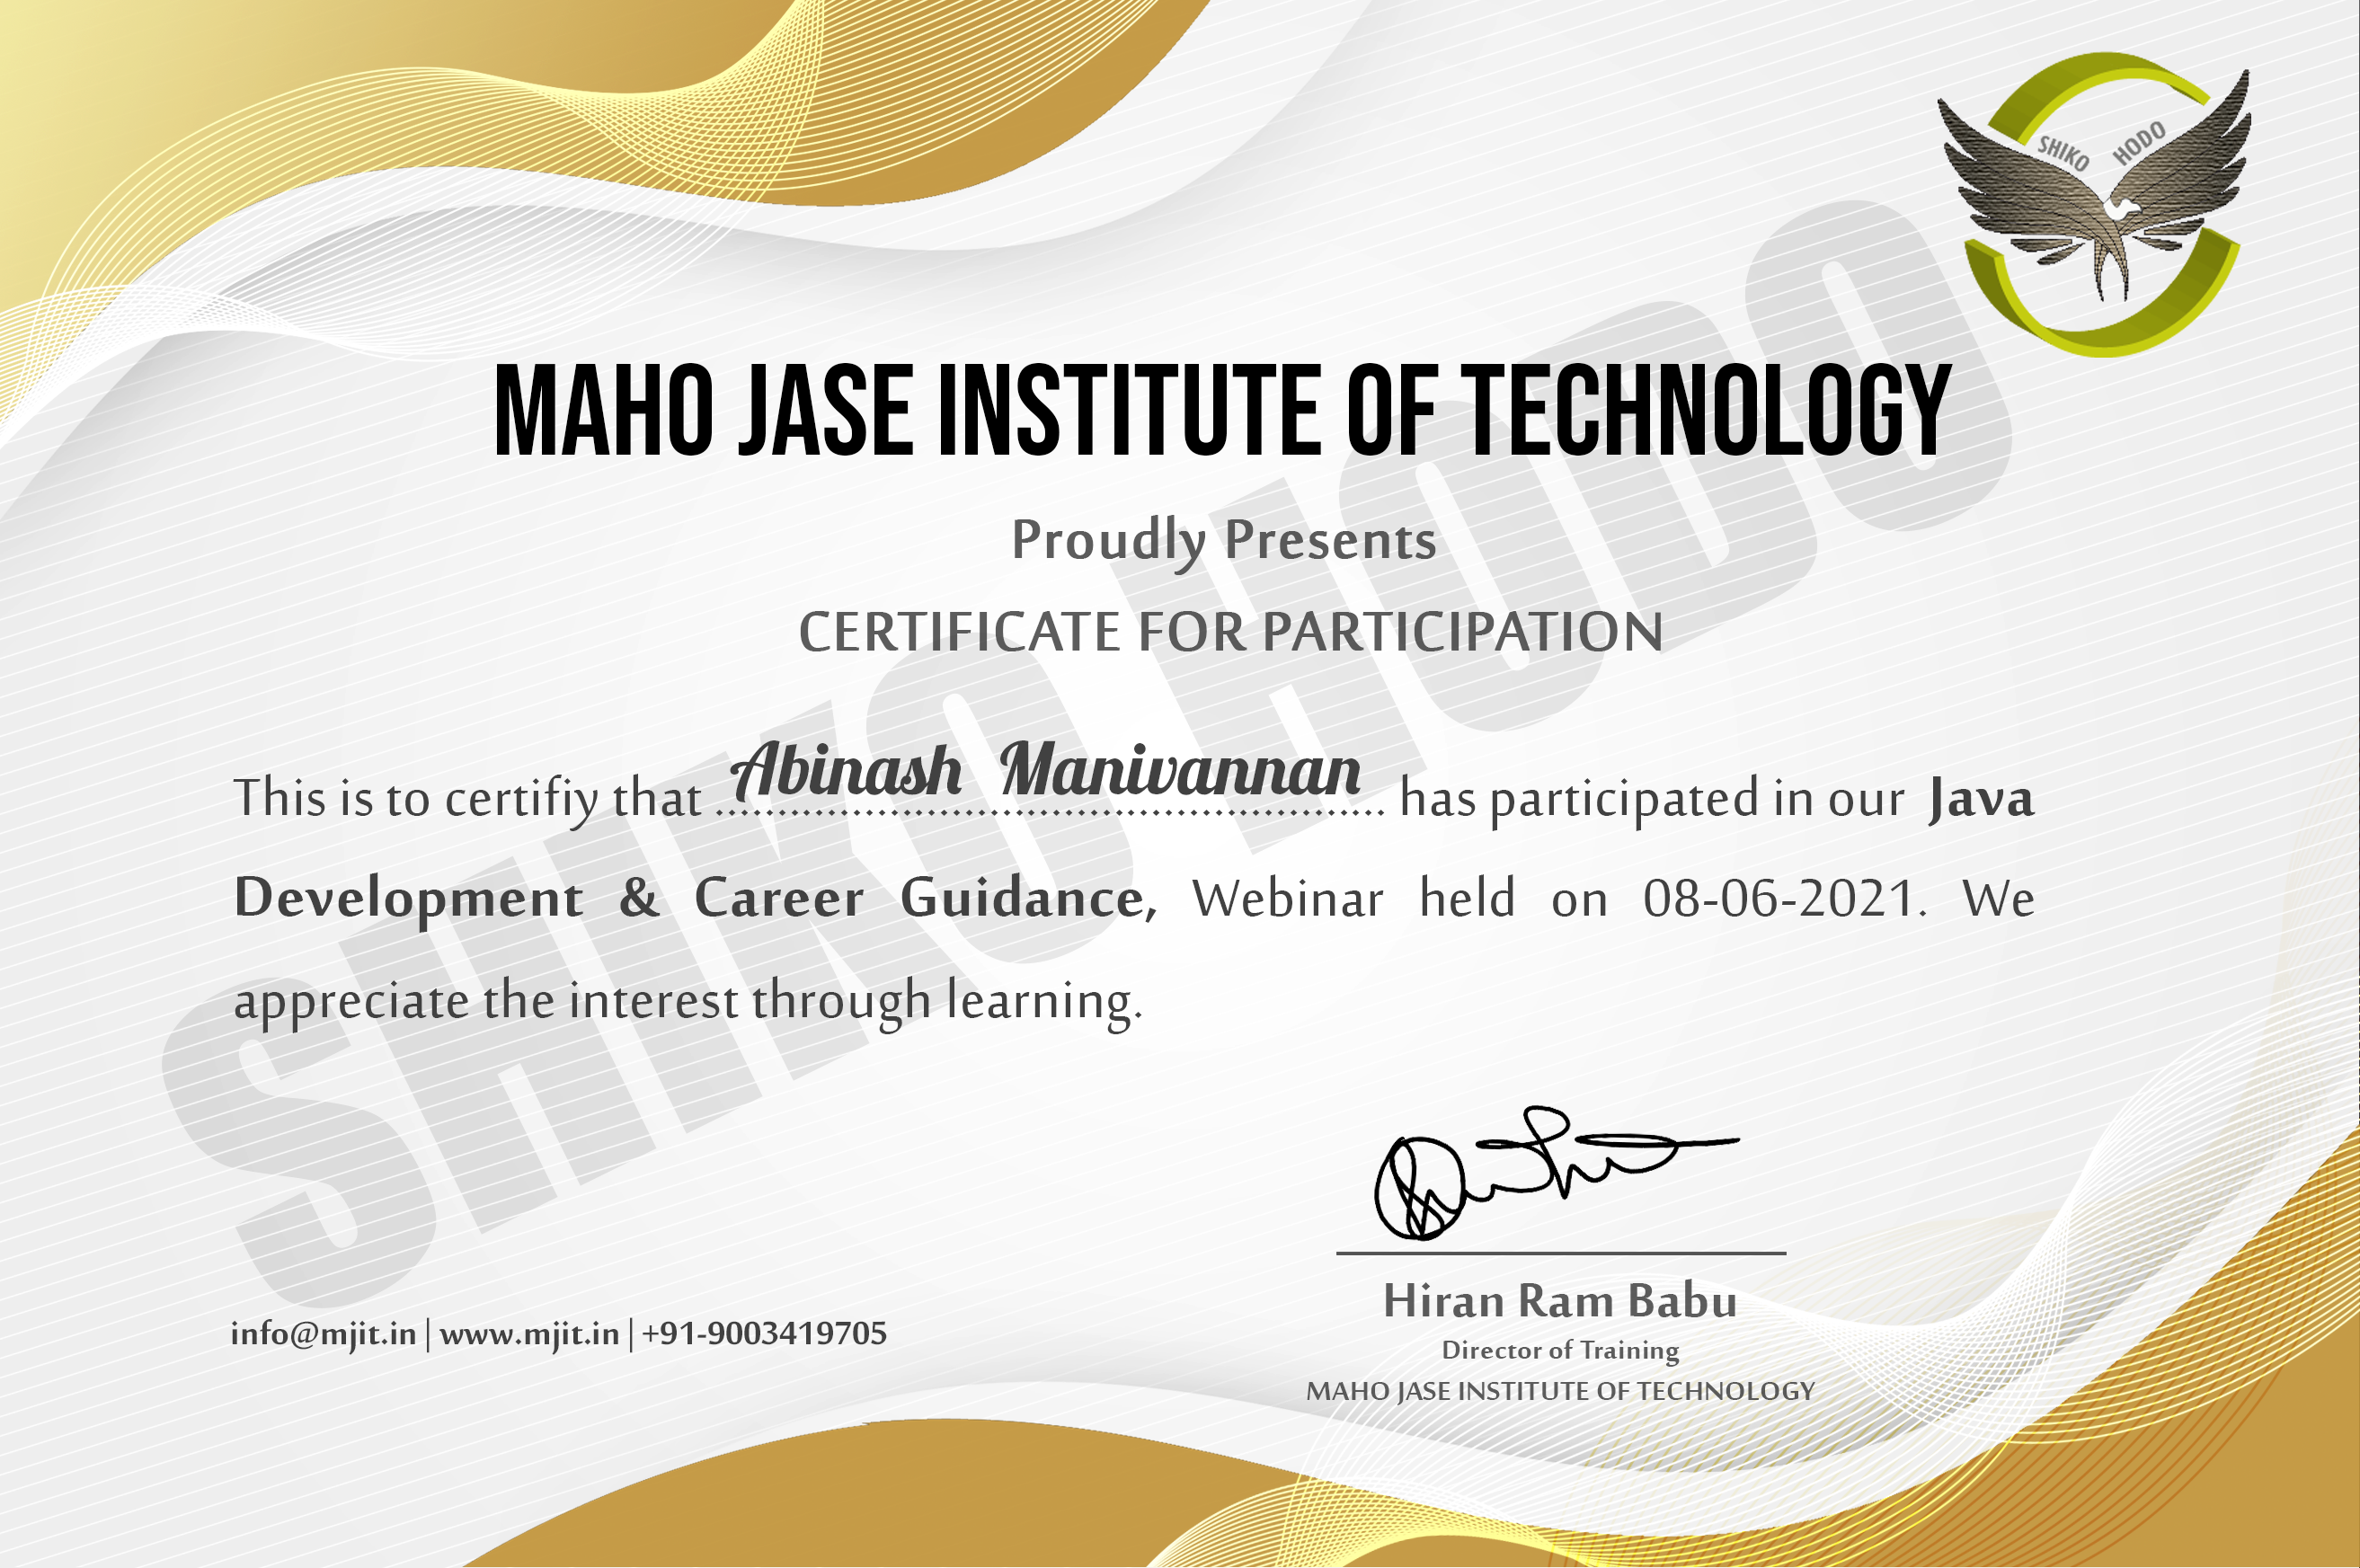 SHIKO HODO
MAHO JASE INSTITUTE OF TECHNOLOGY
Proudly Presents
CERTIFICATE FOR PARTICIPATION
This is to certifiy that Abinash Manivannan has participated in our Java
Development & Career Guidance, Webinar held on 08-06-2021. We
appreciate the interest through learning.
SHIKO HODO
Hiran Ram Babu
Director of Training
MAHO JASE INSTITUTE OF TECHNOLOGY
info@mjit.in | www.mjit.in | +91-9003419705